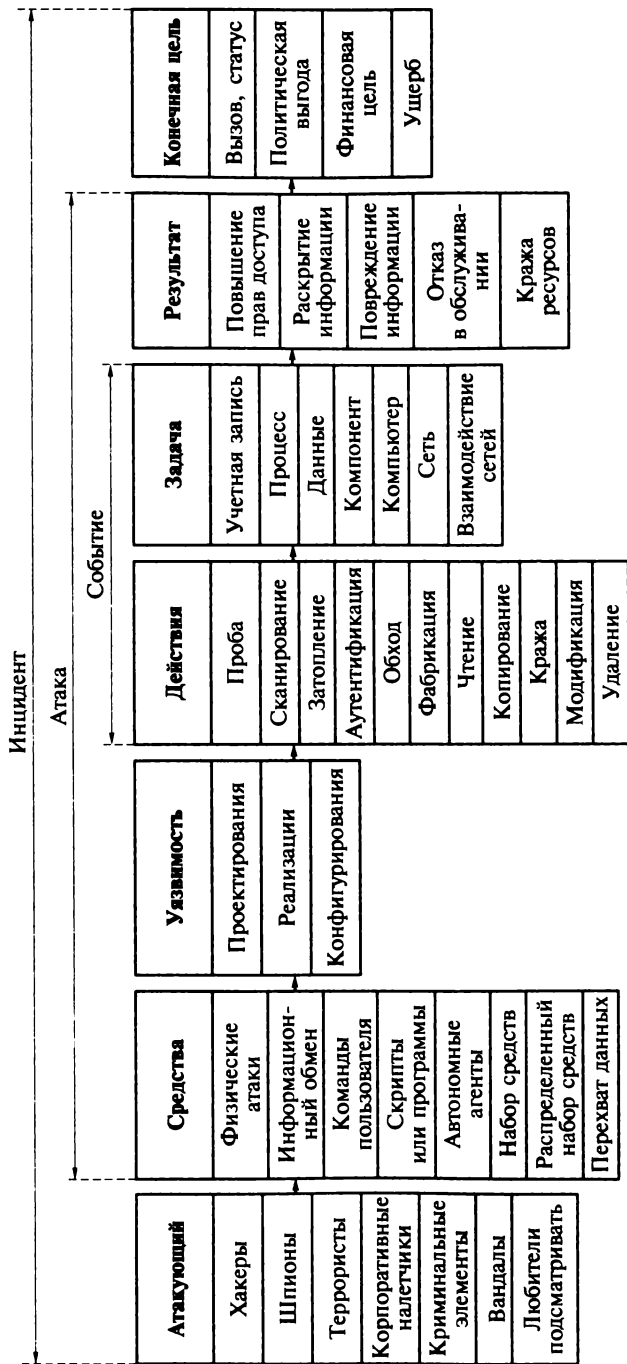 Инцидент
Атака
Событие
Атакующий
Хакеры
Шпионы
Террористы
Корпоративные
налетчики
Криминальные
элементы
Вандалы
Любители
подсматривать
Средства
Физические
атаки
Информацион-
ный обмен
Команды
пользователя
Скрипты
или программы
Автономные
агенты
Набор средств
Распределенный
набор средств
Перехват данных
Уязвимость
Проектирования
Реализации
Конфигурирования
Действия
Проба
Сканирование
Затопление
Аутентификация
Обход
Фабрикация
Чтение
Копирование
Кража
Модификация
Удаление
Задача
Учетная запись
Процесс
Данные
Компонент
Компьютер
Сеть
Взаимодействие
сетей
Результат
Повышение
прав доступа
Раскрытие
информации
Повреждение
информации
Отказ
в обслужива-
нии
Кража
ресурсов
Конечная цель
Вызов, статус
Политическая
выгода
Финансовая
цель
Ущерб